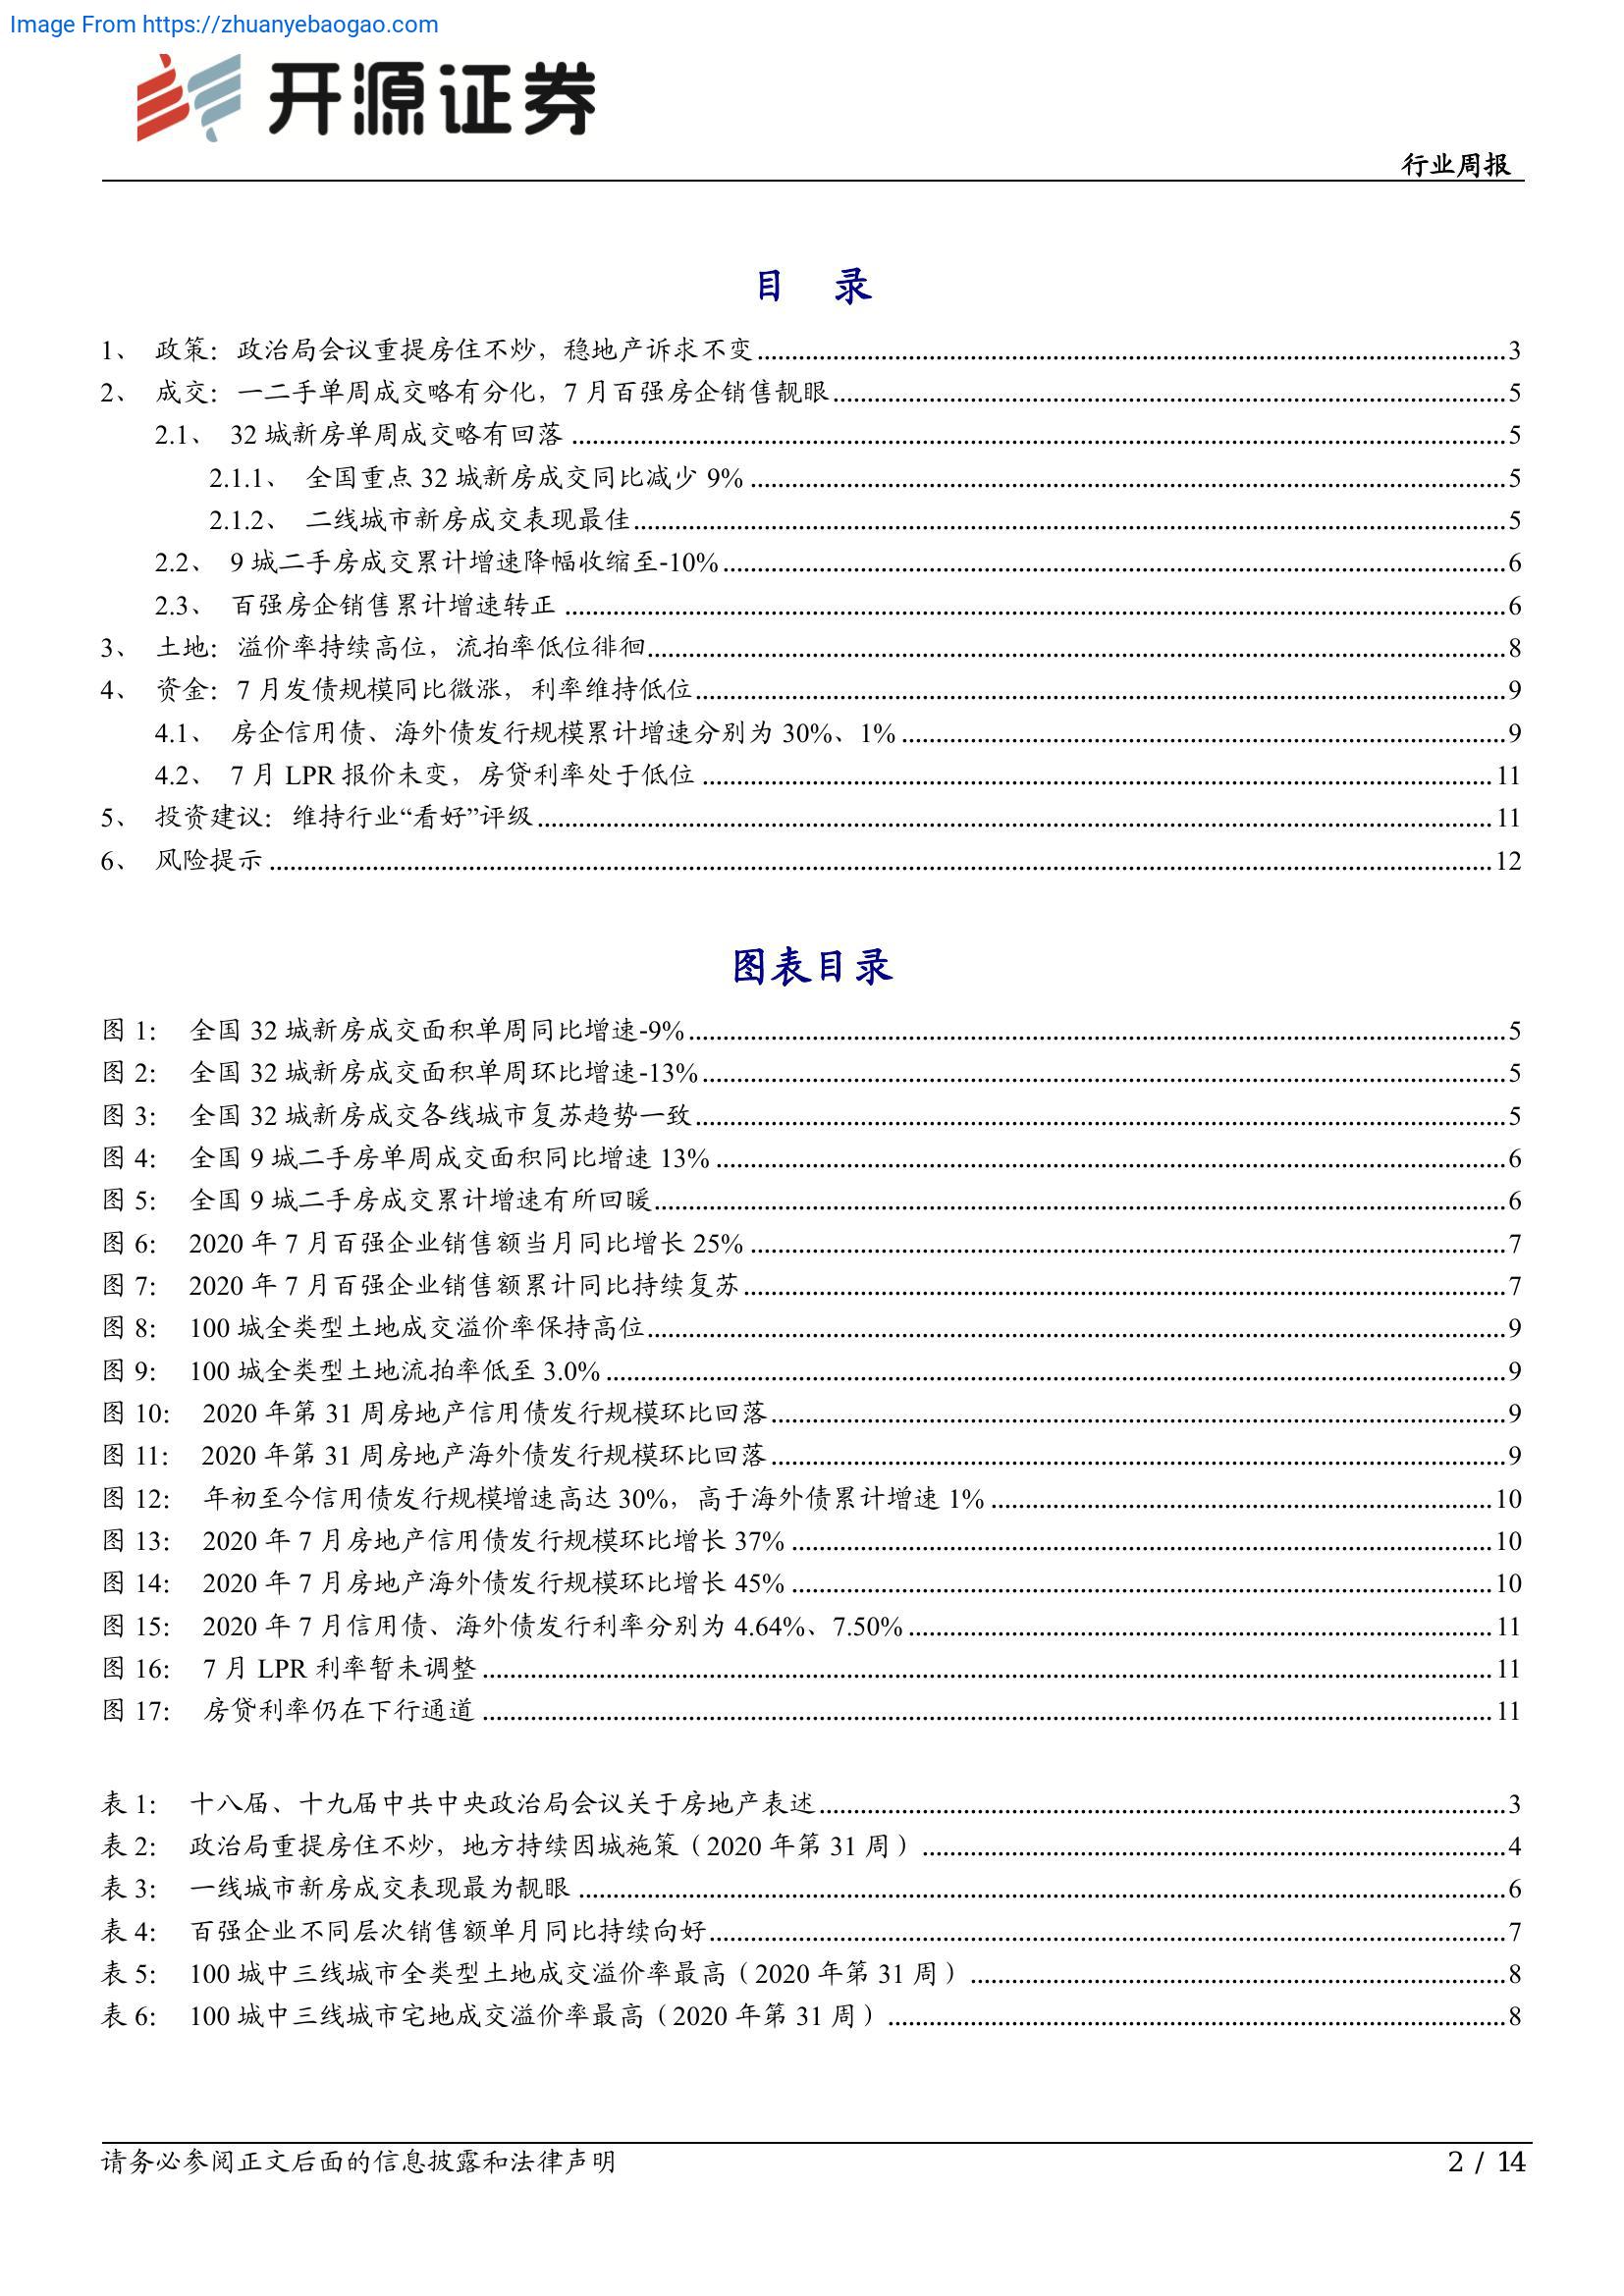 Image From https://zhuanyebaogao.com
开源证券
行业周报
目 录
1、 政策：政治局会议重提房住不炒，稳地产诉求不变 3
2、 成交：一二手单周成交略有分化，7 月百强房企销售靓眼 5
2.1、 32 城新房单周成交略有回落 5
2.1.1、 全国重点 32 城新房成交同比减少 9% 5
2.1.2、 二线城市新房成交表现最佳 5
2.2、 9 城二手房成交累计增速降幅收缩至-10% 6
2.3、 百强房企销售累计增速转正 6
3、 土地：溢价率持续高位，流拍率低位徘徊 8
4、 资金：7 月发债规模同比微涨，利率维持低位 9
4.1、 房企信用债、海外债发行规模累计增速分别为 30%、1% 9
4.2、 7 月 LPR 报价未变，房贷利率处于低位 11
5、 投资建议：维持行业“看好”评级 11
6、 风险提示 12
图表目录
图 1： 全国 32 城新房成交面积单周同比增速-9% 5
图 2： 全国 32 城新房成交面积单周环比增速-13% 5
图 3： 全国 32 城新房成交各线城市复苏趋势一致 5
图 4： 全国 9 城二手房单周成交面积同比增速 13% 6
图 5： 全国 9 城二手房成交累计增速有所回暖 6
图 6： 2020 年 7 月百强企业销售额当月同比增长 25% 7
图 7： 2020 年 7 月百强企业销售额累计同比持续复苏 7
图 8： 100 城全类型土地成交溢价率保持高位 9
图 9： 100 城全类型土地流拍率低至 3.0% 9
图 10： 2020 年第 31 周房地产信用债发行规模环比回落 9
图 11： 2020 年第 31 周房地产海外债发行规模环比回落 9
图 12： 年初至今信用债发行规模增速高达 30%，高于海外债累计增速 1% 10
图 13： 2020 年 7 月房地产信用债发行规模环比增长 37% 10
图 14： 2020 年 7 月房地产海外债发行规模环比增长 45% 10
图 15： 2020 年 7 月信用债、海外债发行利率分别为 4.64%、7.50% 11
图 16： 7 月 LPR 利率暂未调整 11
图 17： 房贷利率仍在下行通道 11
表 1： 十八届、十九届中共中央政治局会议关于房地产表述 3
表 2： 政治局重提房住不炒，地方持续因城施策（2020 年第 31 周） 4
表 3： 一线城市新房成交表现最为靓眼 6
表 4： 百强企业不同层次销售额单月同比持续向好 7
表 5： 100 城中三线城市全类型土地成交溢价率最高（2020 年第 31 周） 8
表 6： 100 城中三线城市宅地成交溢价率最高（2020 年第 31 周） 8
请务必参阅正文后面的信息披露和法律声明 2 / 14